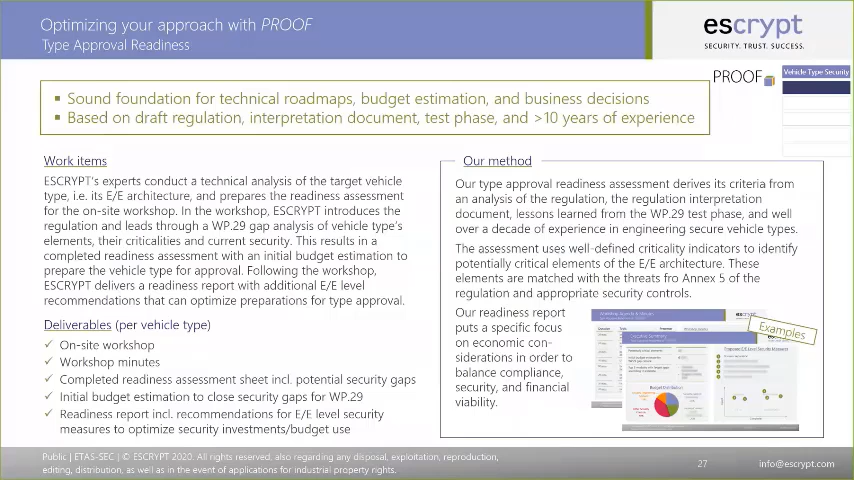 Optimizing your approach with PROOF
Type Approval Readiness
escrypt
SECURITY. TRUST. SUCCESS.
PROOF
Vehicle Type Security
▪ Sound foundation for technical roadmaps, budget estimation, and business decisions
▪ Based on draft regulation, interpretation document, test phase, and >10 years of experience
Work items
ESCRYPT's experts conduct a technical analysis of the target vehicle
type, i.e. its E/E architecture, and prepares the readiness assessment
for the on-site workshop. In the workshop, ESCRYPT introduces the
regulation and leads through a WP.29 gap analysis of vehicle type's
elements, their criticalities and current security. This results in a
completed readiness assessment with an initial budget estimation to
prepare the vehicle type for approval. Following the workshop,
ESCRYPT delivers a readiness report with additional E/E level
recommendations that can optimize preparations for type approval.
Deliverables (per vehicle type)
✓ On-site workshop
✓ Workshop minutes
✓ Completed readiness assessment sheet incl. potential security gaps
✓ Initial budget estimation to close security gaps for WP.29
✓ Readiness report incl. recommendations for E/E level security
measures to optimize security investments/budget use
Our method
Our type approval readiness assessment derives its criteria from
an analysis of the regulation, the regulation interpretation
document, lessons learned from the WP.29 test phase, and well
over a decade of experience in engineering secure vehicle types.
The assessment uses well-defined criticality indicators to identify
potentially critical elements of the E/E architecture. These
elements are matched with the threats fro Annex 5 of the
regulation and appropriate security controls.
Our readiness report
puts a specific focus
on economic con-
siderations in order to
balance compliance,
security, and financial
viability.
Examples
Executive Summary
Budget Distribution
Public | ETAS-SEC | © ESCRYPT 2020. All rights reserved, also regarding any disposal, exploitation, reproduction,
editing, distribution, as well as in the event of applications for industrial property rights.
27
info@escrypt.com